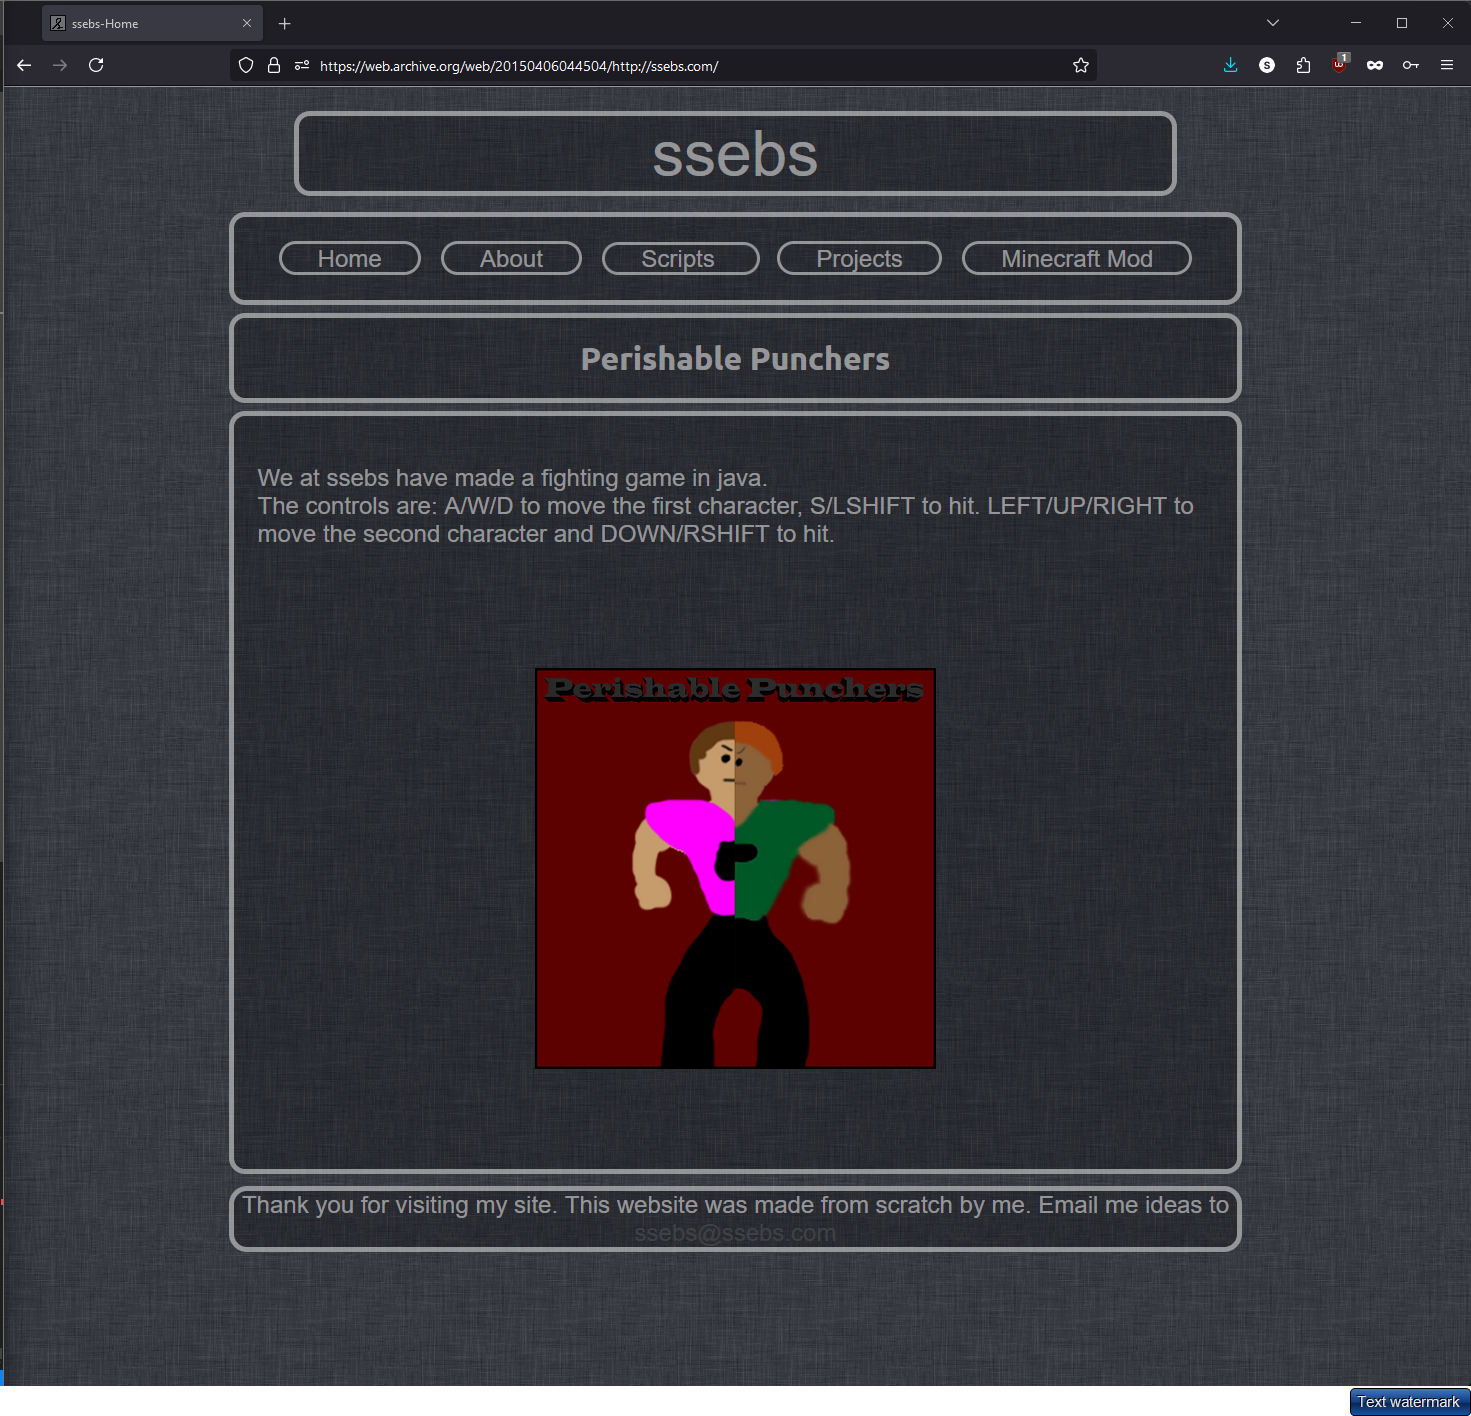 ssebs-Home
https://web.archive.org/web/20150406044504/http://ssebs.com/
S
1
ssebs
Home About Scripts Projects Minecraft Mod
Perishable Punchers
We at ssebs have made a fighting game in java.
The controls are: A/W/D to move the first character, S/LSHIFT to hit. LEFT/UP/RIGHT to
move the second character and DOWN/RSHIFT to hit.
Perishable Punchers
Thank you for visiting my site. This website was made from scratch by me. Email me ideas to
ssebs@ssebs.com
Text watermark